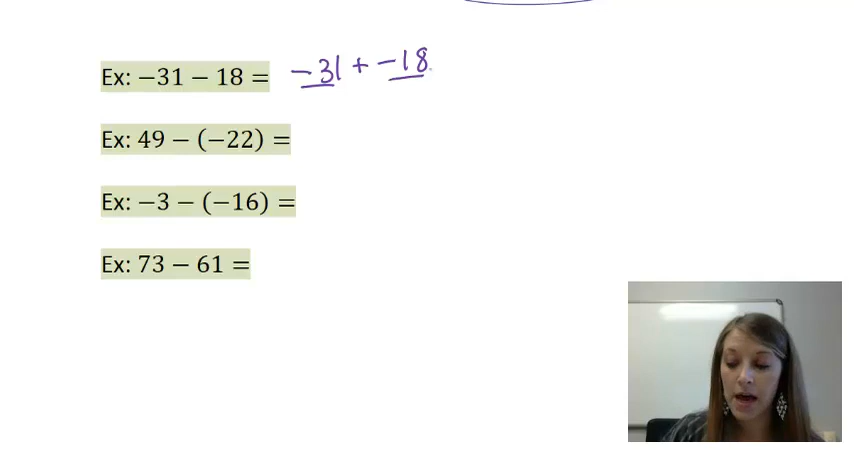 Ex: −31 − 18 = −31 + −18
Ex: 49 − (−22) =
Ex: −3 − (−16) =
Ex: 73 − 61 =